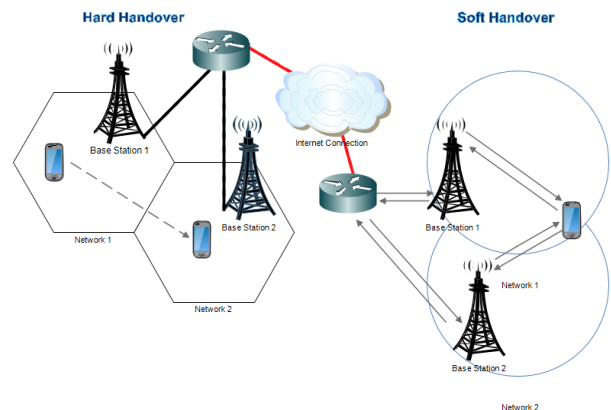 Hard Handover
Soft Handover
Internet Connection
Base Station 1
Base Station 2
Network 1
Network 2
Base Station 1
Network 1
Base Station 2
Network 2